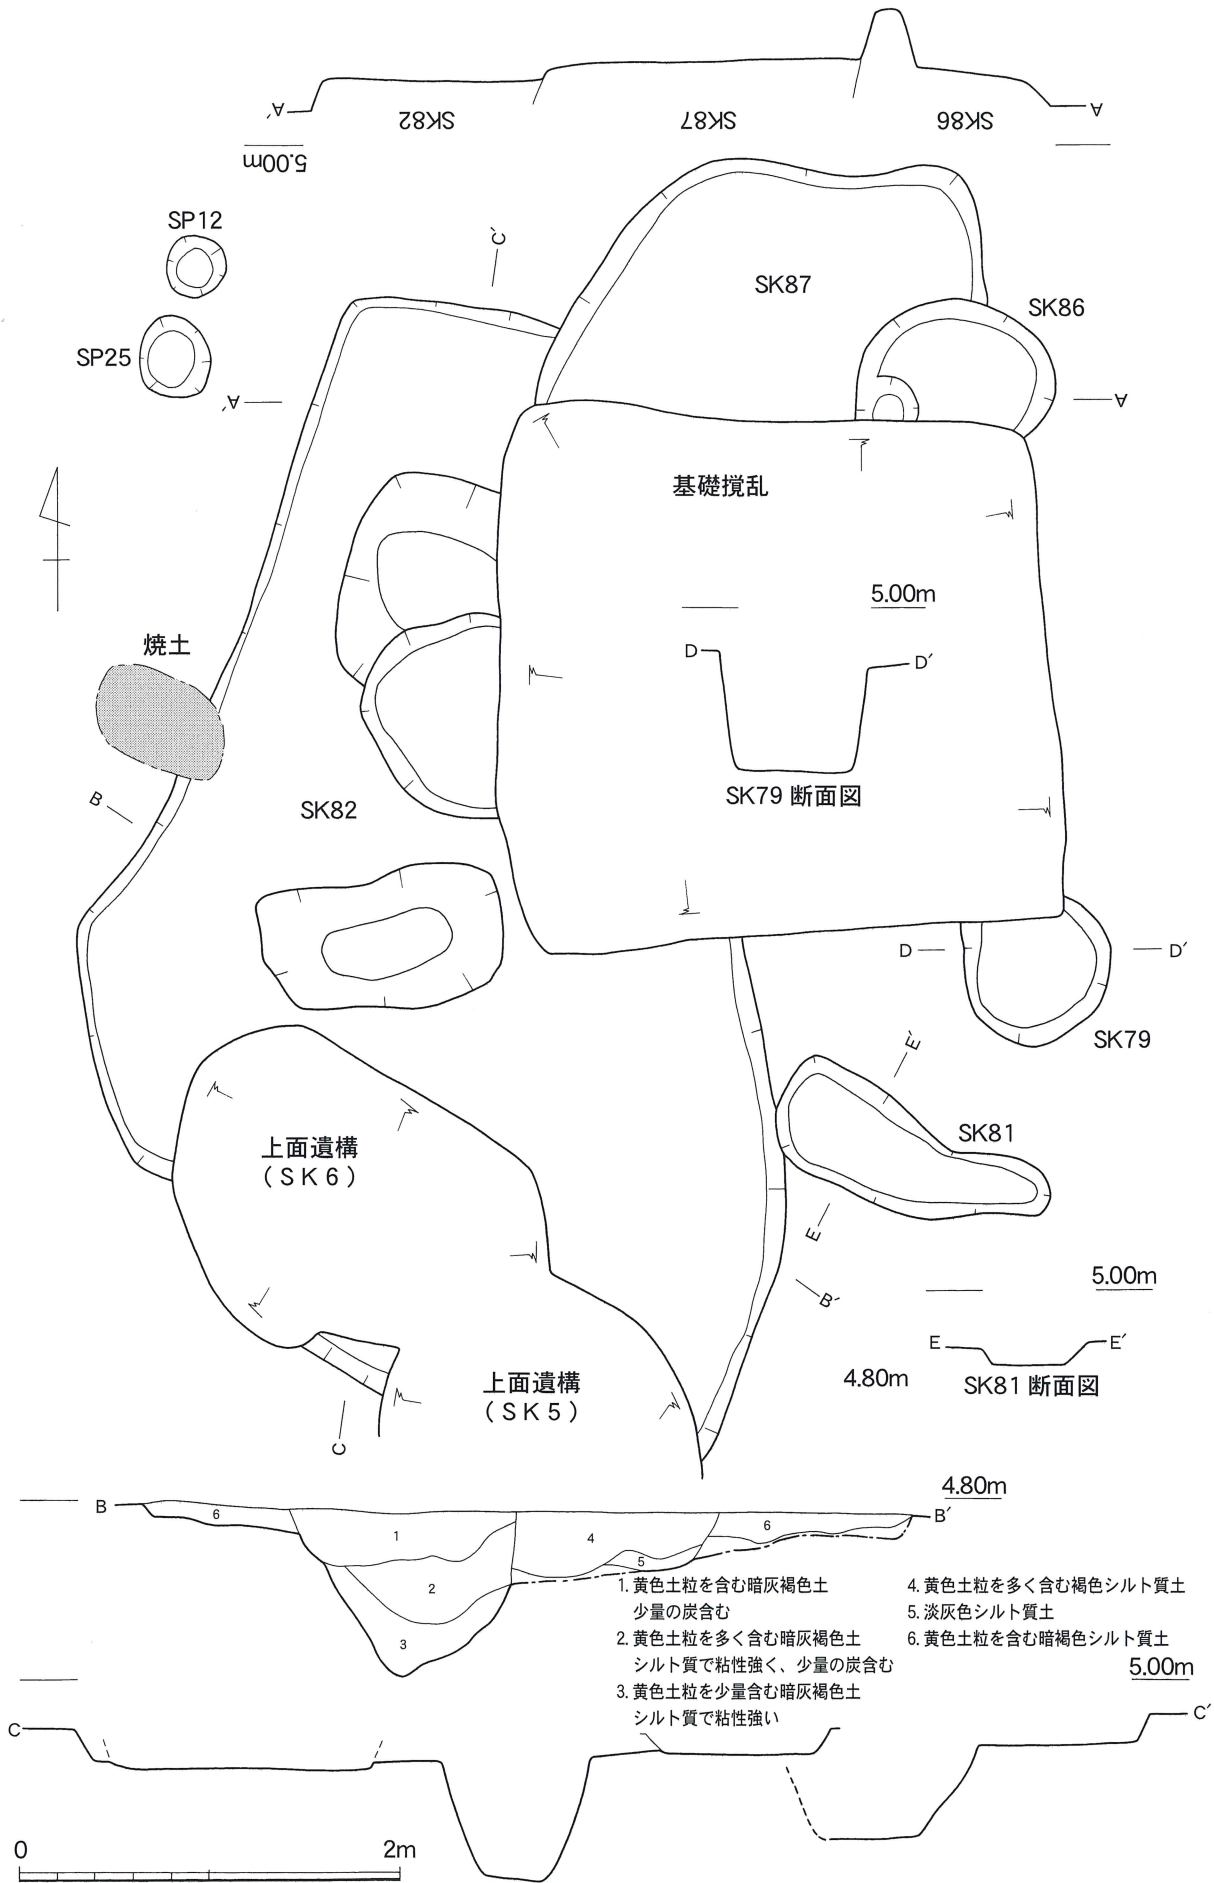 A´
SK82
SK87
SK86
A
5.00m
SP12
C´
SK87
SK86
SP25
A´
A
基礎撹乱
5.00m
D
D´
SK79 断面図
焼土
B
SK82
D
D´
SK79
E´
SK81
上面遺構
(SK6)
E
B´
5.00m
E
E´
4.80m
SK81 断面図
上面遺構
(SK5)
C
4.80m
B
B´
6
1
4
6
5
2
3
1. 黄色土粒を含む暗灰褐色土
少量の炭含む
2. 黄色土粒を多く含む暗灰褐色土
シルト質で粘性強く、少量の炭含む
3. 黄色土粒を少量含む暗灰褐色土
シルト質で粘性強い
4. 黄色土粒を多く含む褐色シルト質土
5. 淡灰色シルト質土
6. 黄色土粒を含む暗褐色シルト質土
5.00m
C
C´
0
2m